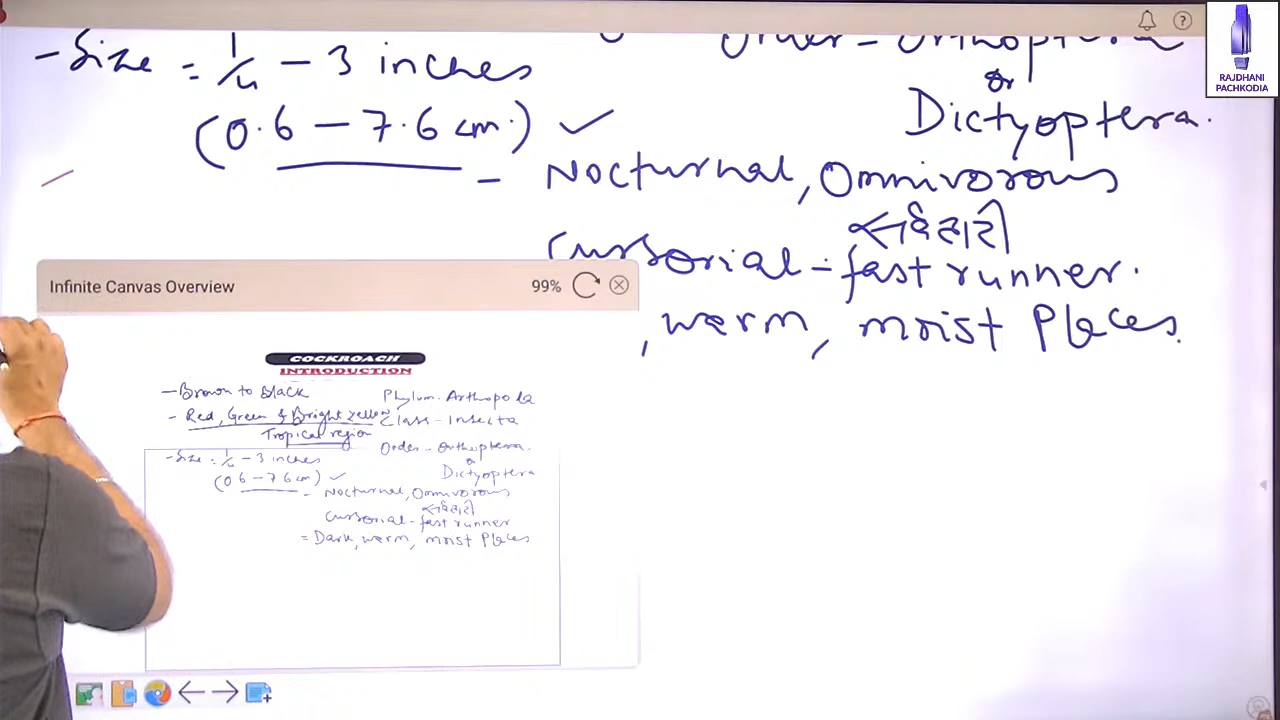 - Size = 1/4 - 3 inches
(0.6 - 7.6 cm.) ✓
Order - Orthoptera
or
Dictyoptera.
- Nocturnal, Omnivorous
सर्वाहारी
Cursorial - fast runner.
, warm, moist Places.
RAJDHANI
PACHKODIA
Infinite Canvas Overview
99%
COCKROACH
INTRODUCTION
- Brown to Black
- Red, Green & Bright Yellow
Tropical region
- Size = 1/4 - 3 inches
(0.6 - 7.6 cm) ✓
Phylum - Arthropoda
Class - Insecta
Order - Orthoptera
or
Dictyoptera
- Nocturnal, Omnivorous
सर्वाहारी
Cursorial - fast runner
= Dark, warm, moist Places